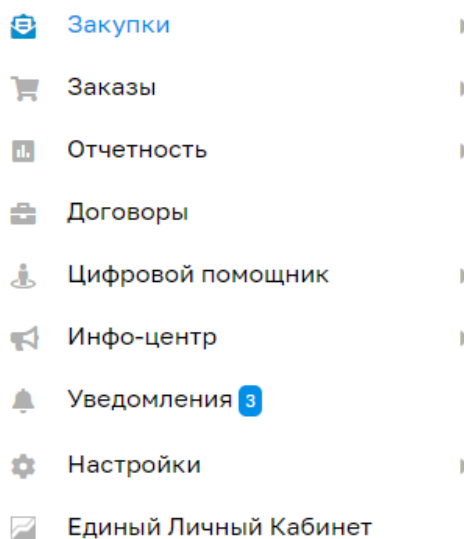 Закупки
Заказы
Отчетность
Договоры
Цифровой помощник
Инфо-центр
Уведомления 3
Настройки
Единый Личный Кабинет